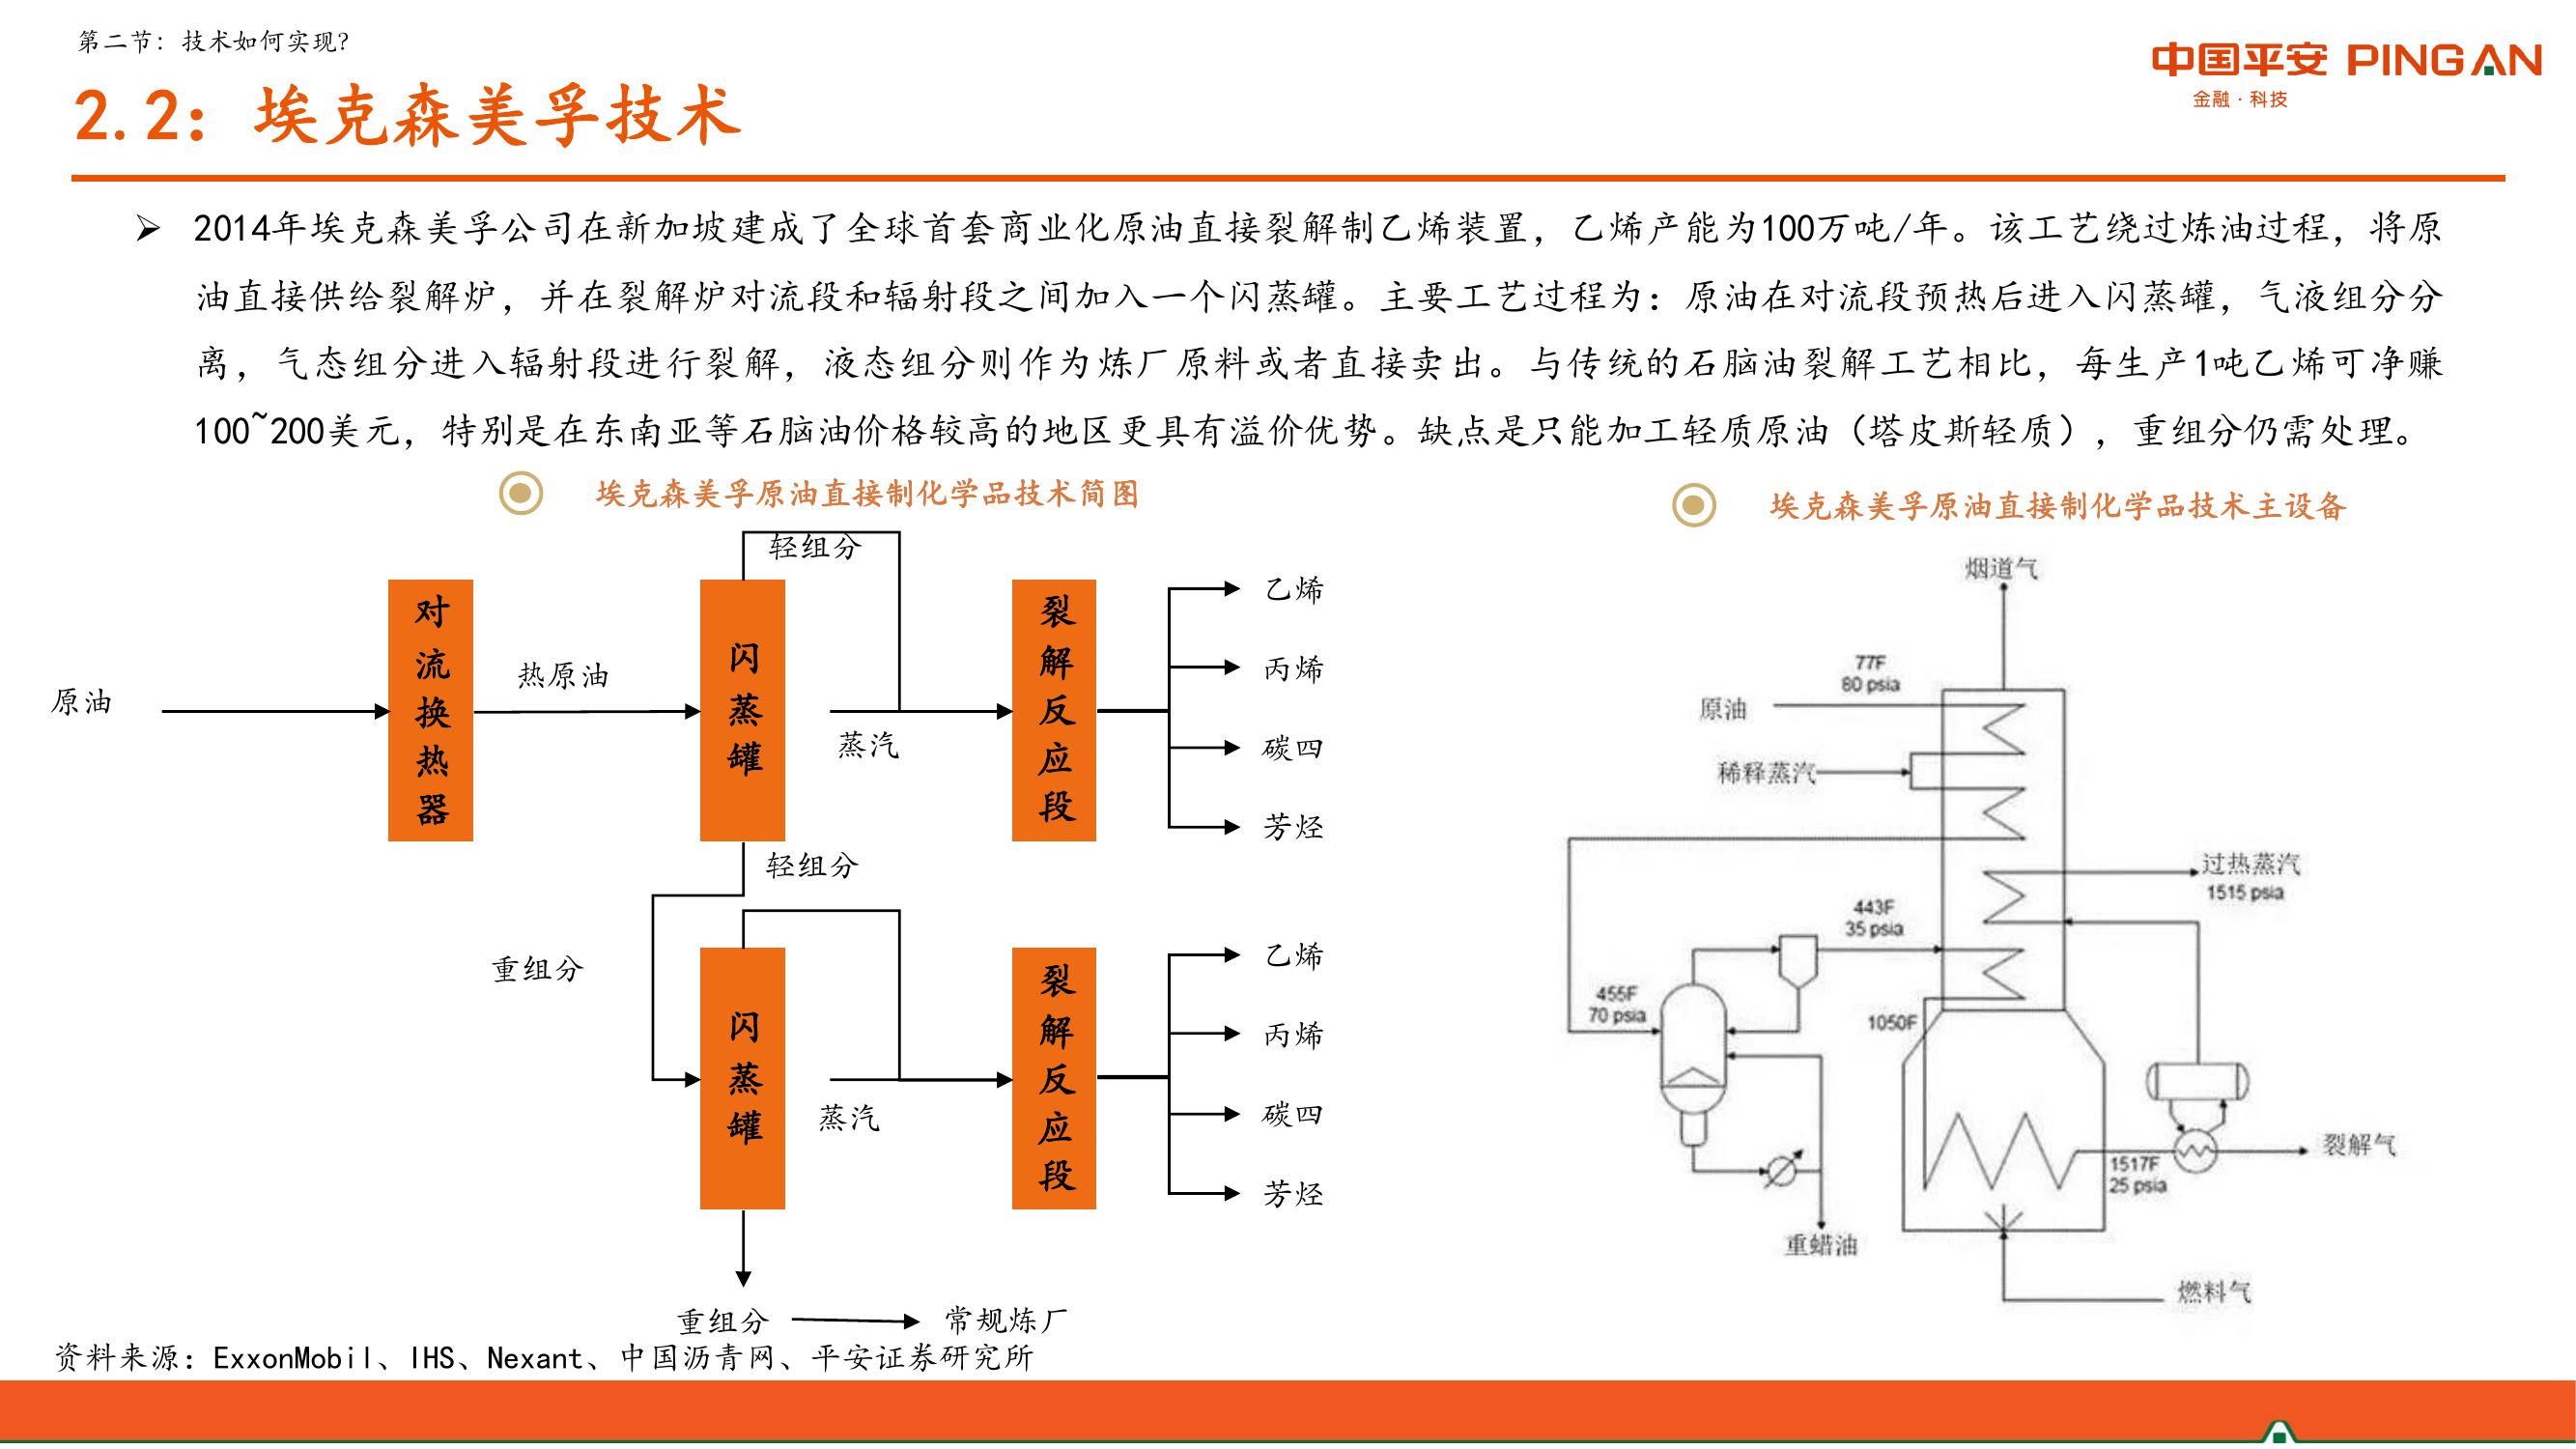 第二节：技术如何实现?
中国平安 PING AN
金融·科技
2.2：埃克森美孚技术
2014年埃克森美孚公司在新加坡建成了全球首套商业化原油直接裂解制乙烯装置，乙烯产能为100万吨/年。该工艺绕过炼油过程，将原
油直接供给裂解炉，并在裂解炉对流段和辐射段之间加入一个闪蒸罐。主要工艺过程为：原油在对流段预热后进入闪蒸罐，气液组分分
离，气态组分进入辐射段进行裂解，液态组分则作为炼厂原料或者直接卖出。与传统的石脑油裂解工艺相比，每生产1吨乙烯可净赚
100~200美元，特别是在东南亚等石脑油价格较高的地区更具有溢价优势。缺点是只能加工轻质原油（塔皮斯轻质），重组分仍需处理。
埃克森美孚原油直接制化学品技术简图
原油
对流换热器
热原油
闪蒸罐
轻组分
蒸汽
裂解反应段
乙烯
丙烯
碳四
芳烃
轻组分
重组分
闪蒸罐
蒸汽
裂解反应段
乙烯
丙烯
碳四
芳烃
重组分
常规炼厂
埃克森美孚原油直接制化学品技术主设备
烟道气
77F
80 psia
原油
稀释蒸汽
过热蒸汽
1515 psia
443F
35 psia
455F
70 psia
1050F
1517F
25 psia
裂解气
重蜡油
燃料气
资料来源：ExxonMobil、IHS、Nexant、中国沥青网、平安证券研究所